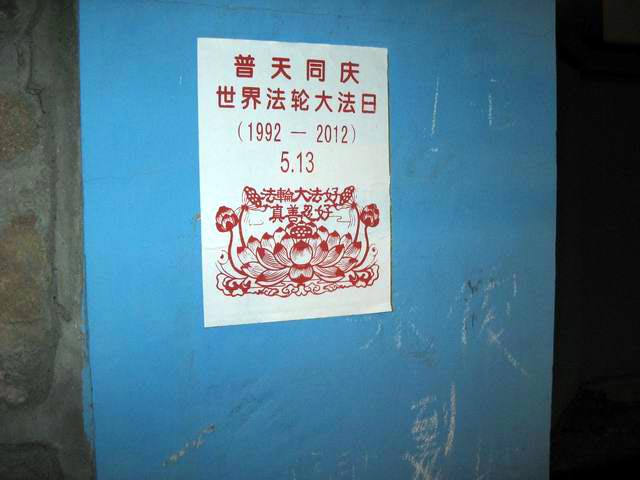 普天同庆
世界法轮大法日
(1992 — 2012)
5.13
法輪大法好
真善忍好